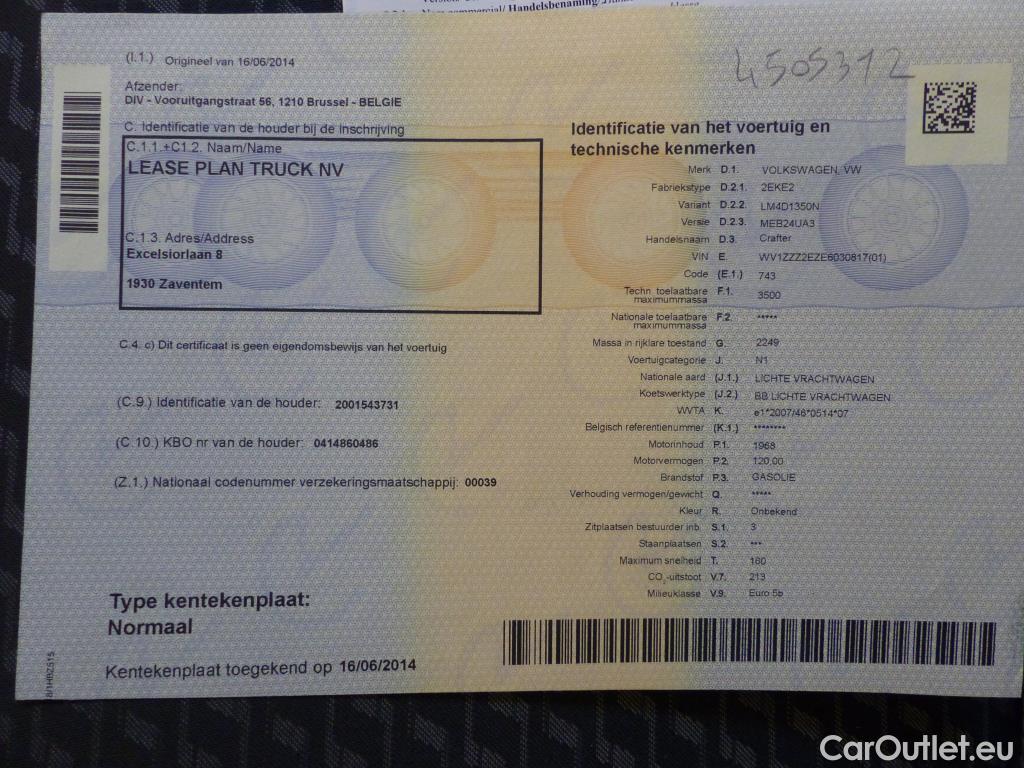 Handelsbenaming/
4505312
(I.1.) Origineel van 16/06/2014
Afzender:
DIV - Vooruitgangstraat 56, 1210 Brussel - BELGIE
C. Identificatie van de houder bij de inschrijving
C.1.1.+C1.2. Naam/Name
LEASE PLAN TRUCK NV
C.1.3. Adres/Address
Excelsiorlaan 8
1930 Zaventem
C.4. c) Dit certificaat is geen eigendomsbewijs van het voertuig
(C.9.) Identificatie van de houder: 2001543731
(C.10.) KBO nr van de houder: 0414860486
(Z.1.) Nationaal codenummer verzekeringsmaatschappij: 00039
Type kentekenplaat:
Normaal
Kentekenplaat toegekend op 16/06/2014
Identificatie van het voertuig en
technische kenmerken
Merk D.1. VOLKSWAGEN, VW
Fabriekstype D.2.1. 2EKE2
Variant D.2.2. LM4D1350N
Versie D.2.3. MEB24UA3
Handelsnaam D.3. Crafter
VIN E. WV1ZZZ2EZE6030817(01)
Code (E.1.) 743
Techn. toelaatbare F.1. 3500
maximummassa
Nationale toelaatbare F.2. *****
maximummassa
Massa in rijklare toestand G. 2249
Voertuigcategorie J. N1
Nationale aard (J.1.) LICHTE VRACHTWAGEN
Koetswerktype (J.2.) BB LICHTE VRACHTWAGEN
WVTA K. e1*2007/46*0514*07
Belgisch referentienummer (K.1.) ********
Motorinhoud P.1. 1968
Motorvermogen P.2. 120,00
Brandstof P.3. GASOLIE
Verhouding vermogen/gewicht Q. *****
Kleur R. Onbekend
Zitplaatsen bestuurder inb. S.1. 3
Staanplaatsen S.2. ***
Maximum snelheid T. 160
CO2-uitstoot V.7. 213
Milieuklasse V.9. Euro 5b
CarOutlet.eu